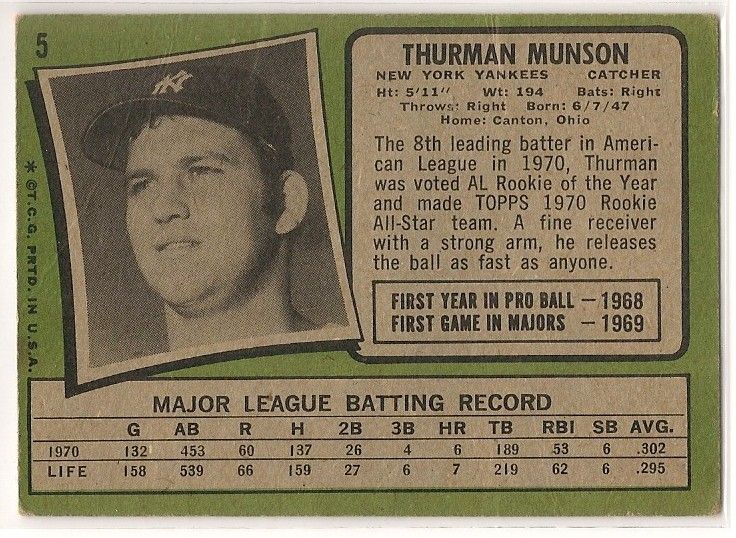 5
NY
* ©T.C.G. PRTD. IN U.S.A.
THURMAN MUNSON
NEW YORK YANKEES CATCHER
Ht: 5'11" Wt: 194 Bats: Right
Throws: Right Born: 6/7/47
Home: Canton, Ohio
The 8th leading batter in Ameri-
can League in 1970, Thurman
was voted AL Rookie of the Year
and made TOPPS 1970 Rookie
All-Star team. A fine receiver
with a strong arm, he releases
the ball as fast as anyone.
FIRST YEAR IN PRO BALL — 1968
FIRST GAME IN MAJORS — 1969
MAJOR LEAGUE BATTING RECORD
G AB R H 2B 3B HR TB RBI SB AVG.
1970 132 453 60 137 26 4 6 189 53 6 .302
LIFE 158 539 66 159 27 6 7 219 62 6 .295